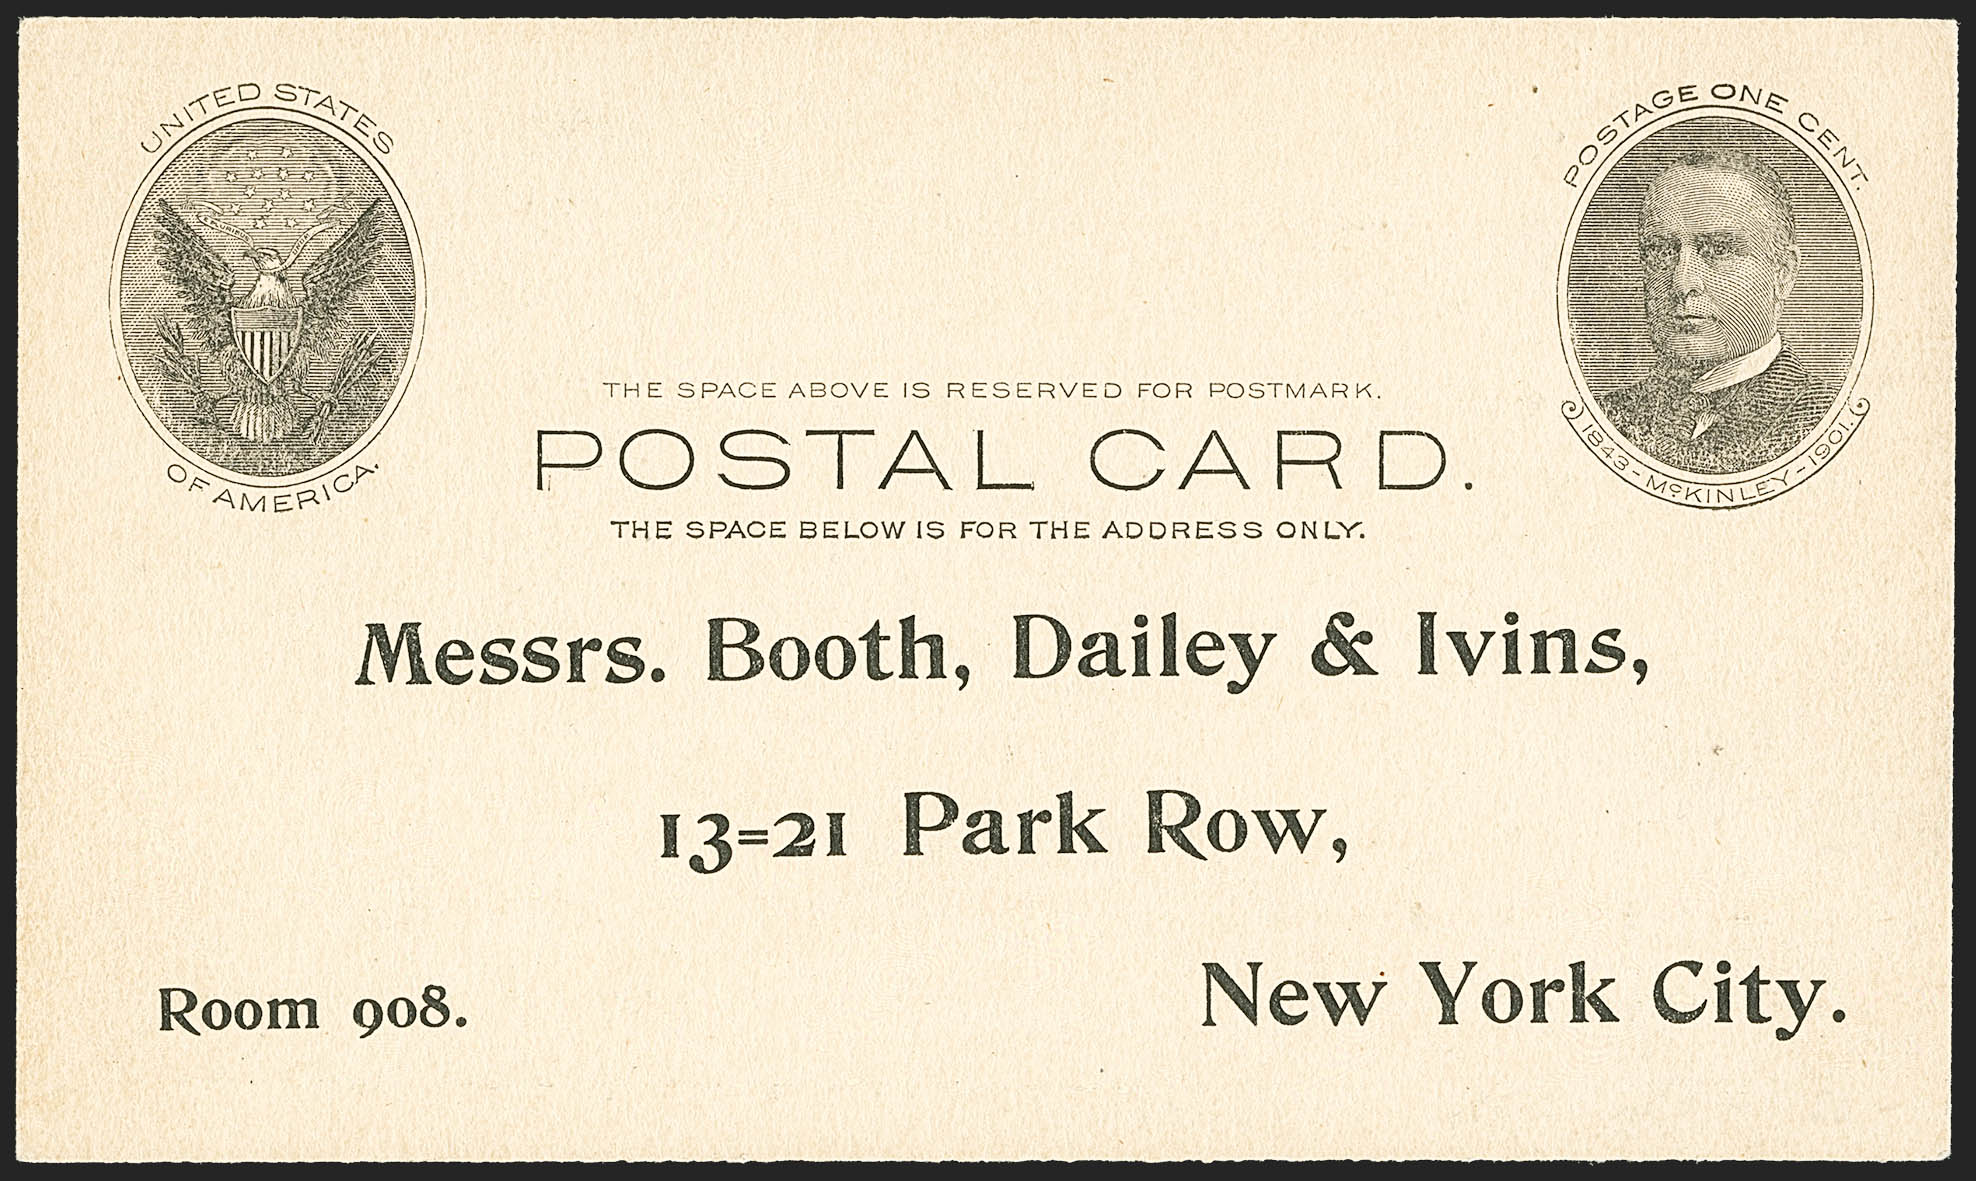 UNITED STATES
OF AMERICA.
POSTAGE ONE CENT.
1843-McKINLEY-1901.
THE SPACE ABOVE IS RESERVED FOR POSTMARK.
POSTAL CARD.
THE SPACE BELOW IS FOR THE ADDRESS ONLY.
Messrs. Booth, Dailey & Ivins,
13=21 Park Row,
Room 908.
New York City.